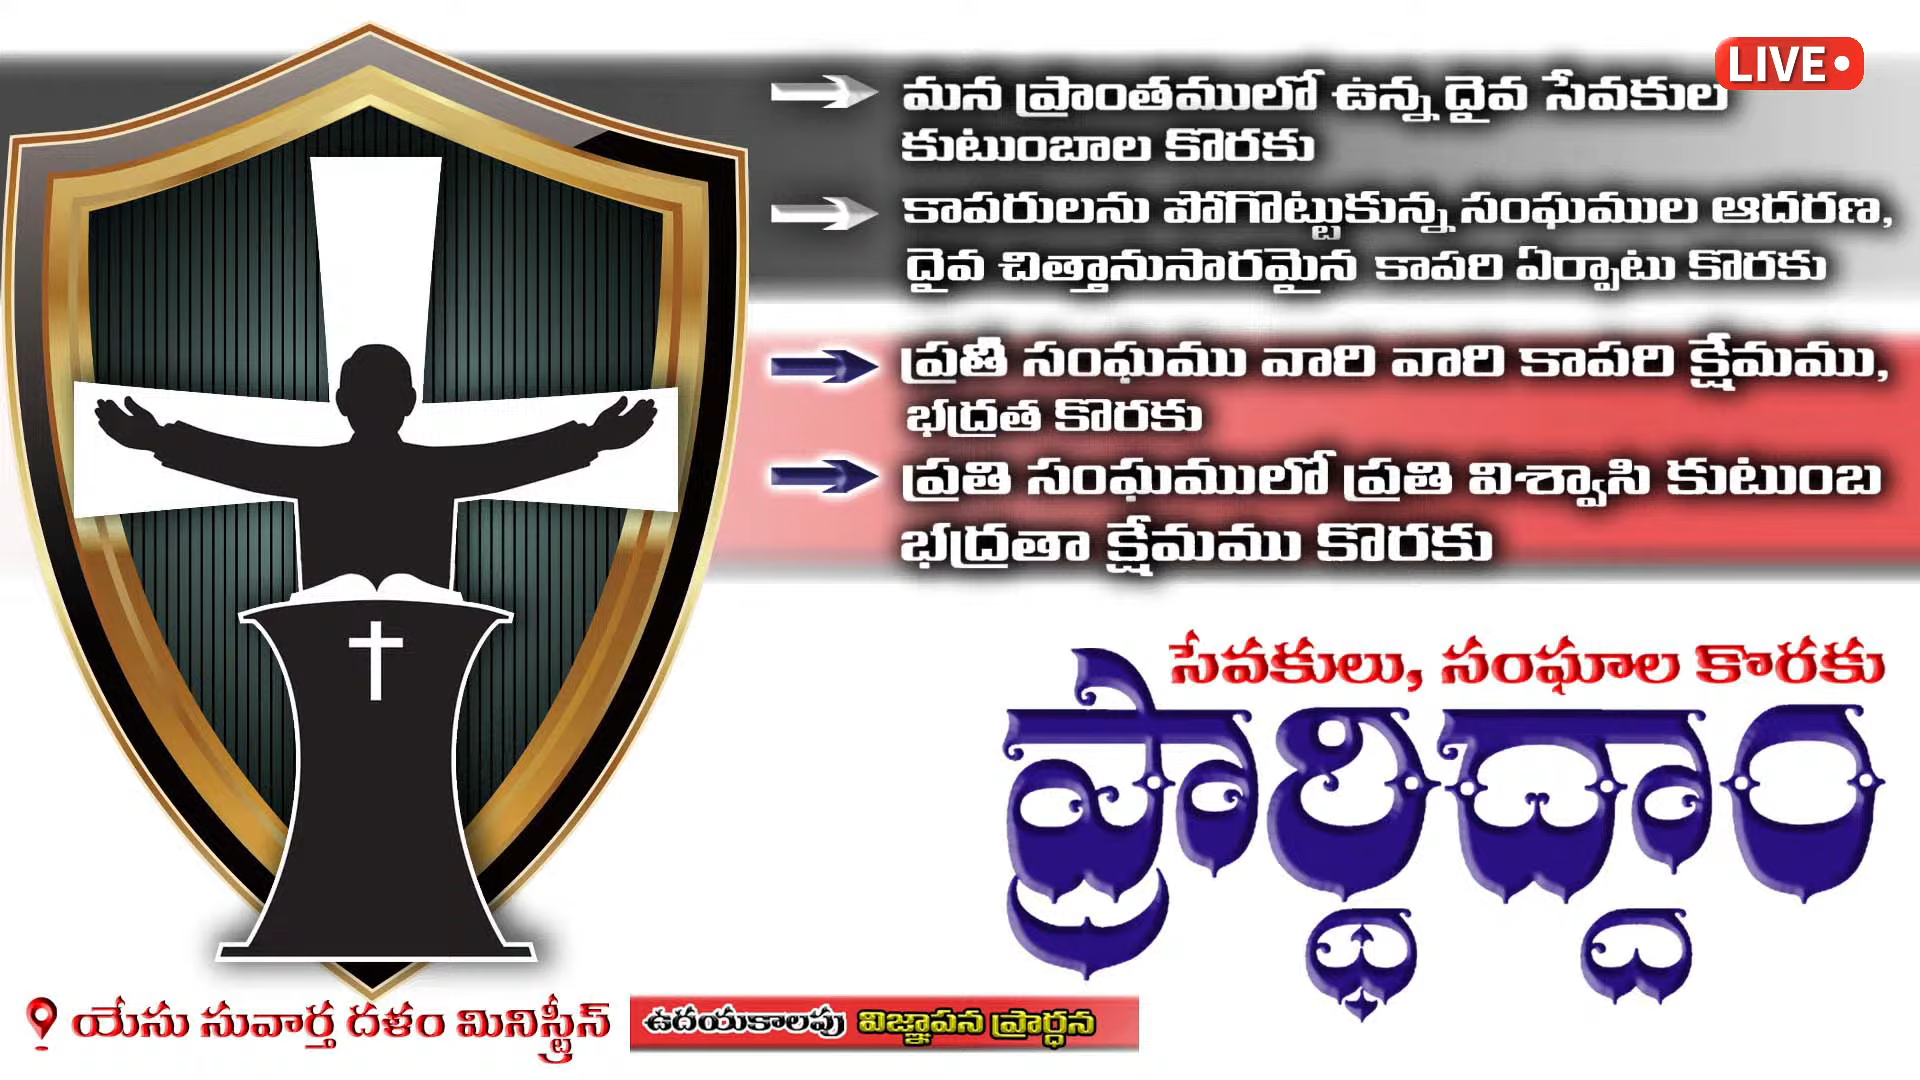 LIVE
మన ప్రాంతములో ఉన్న దైవ సేవకుల
కుటుంబాల కొరకు
కాపరులను పోగొట్టుకున్న సంఘముల ఆదరణ,
దైవ చిత్తానుసారమైన కాపరి ఏర్పాటు కొరకు
ప్రతి సంఘము వారి వారి కాపరి క్షేమము,
భద్రత కొరకు
ప్రతి సంఘములో ప్రతి విశ్వాసి కుటుంబ
భద్రతా క్షేమము కొరకు
సేవకులు, సంఘాల కొరకు
ప్రార్థిద్దాం
యేసు సువార్త దళం మినిస్ట్రీస్
ఉదయకాలపు విజ్ఞాపన ప్రార్థన